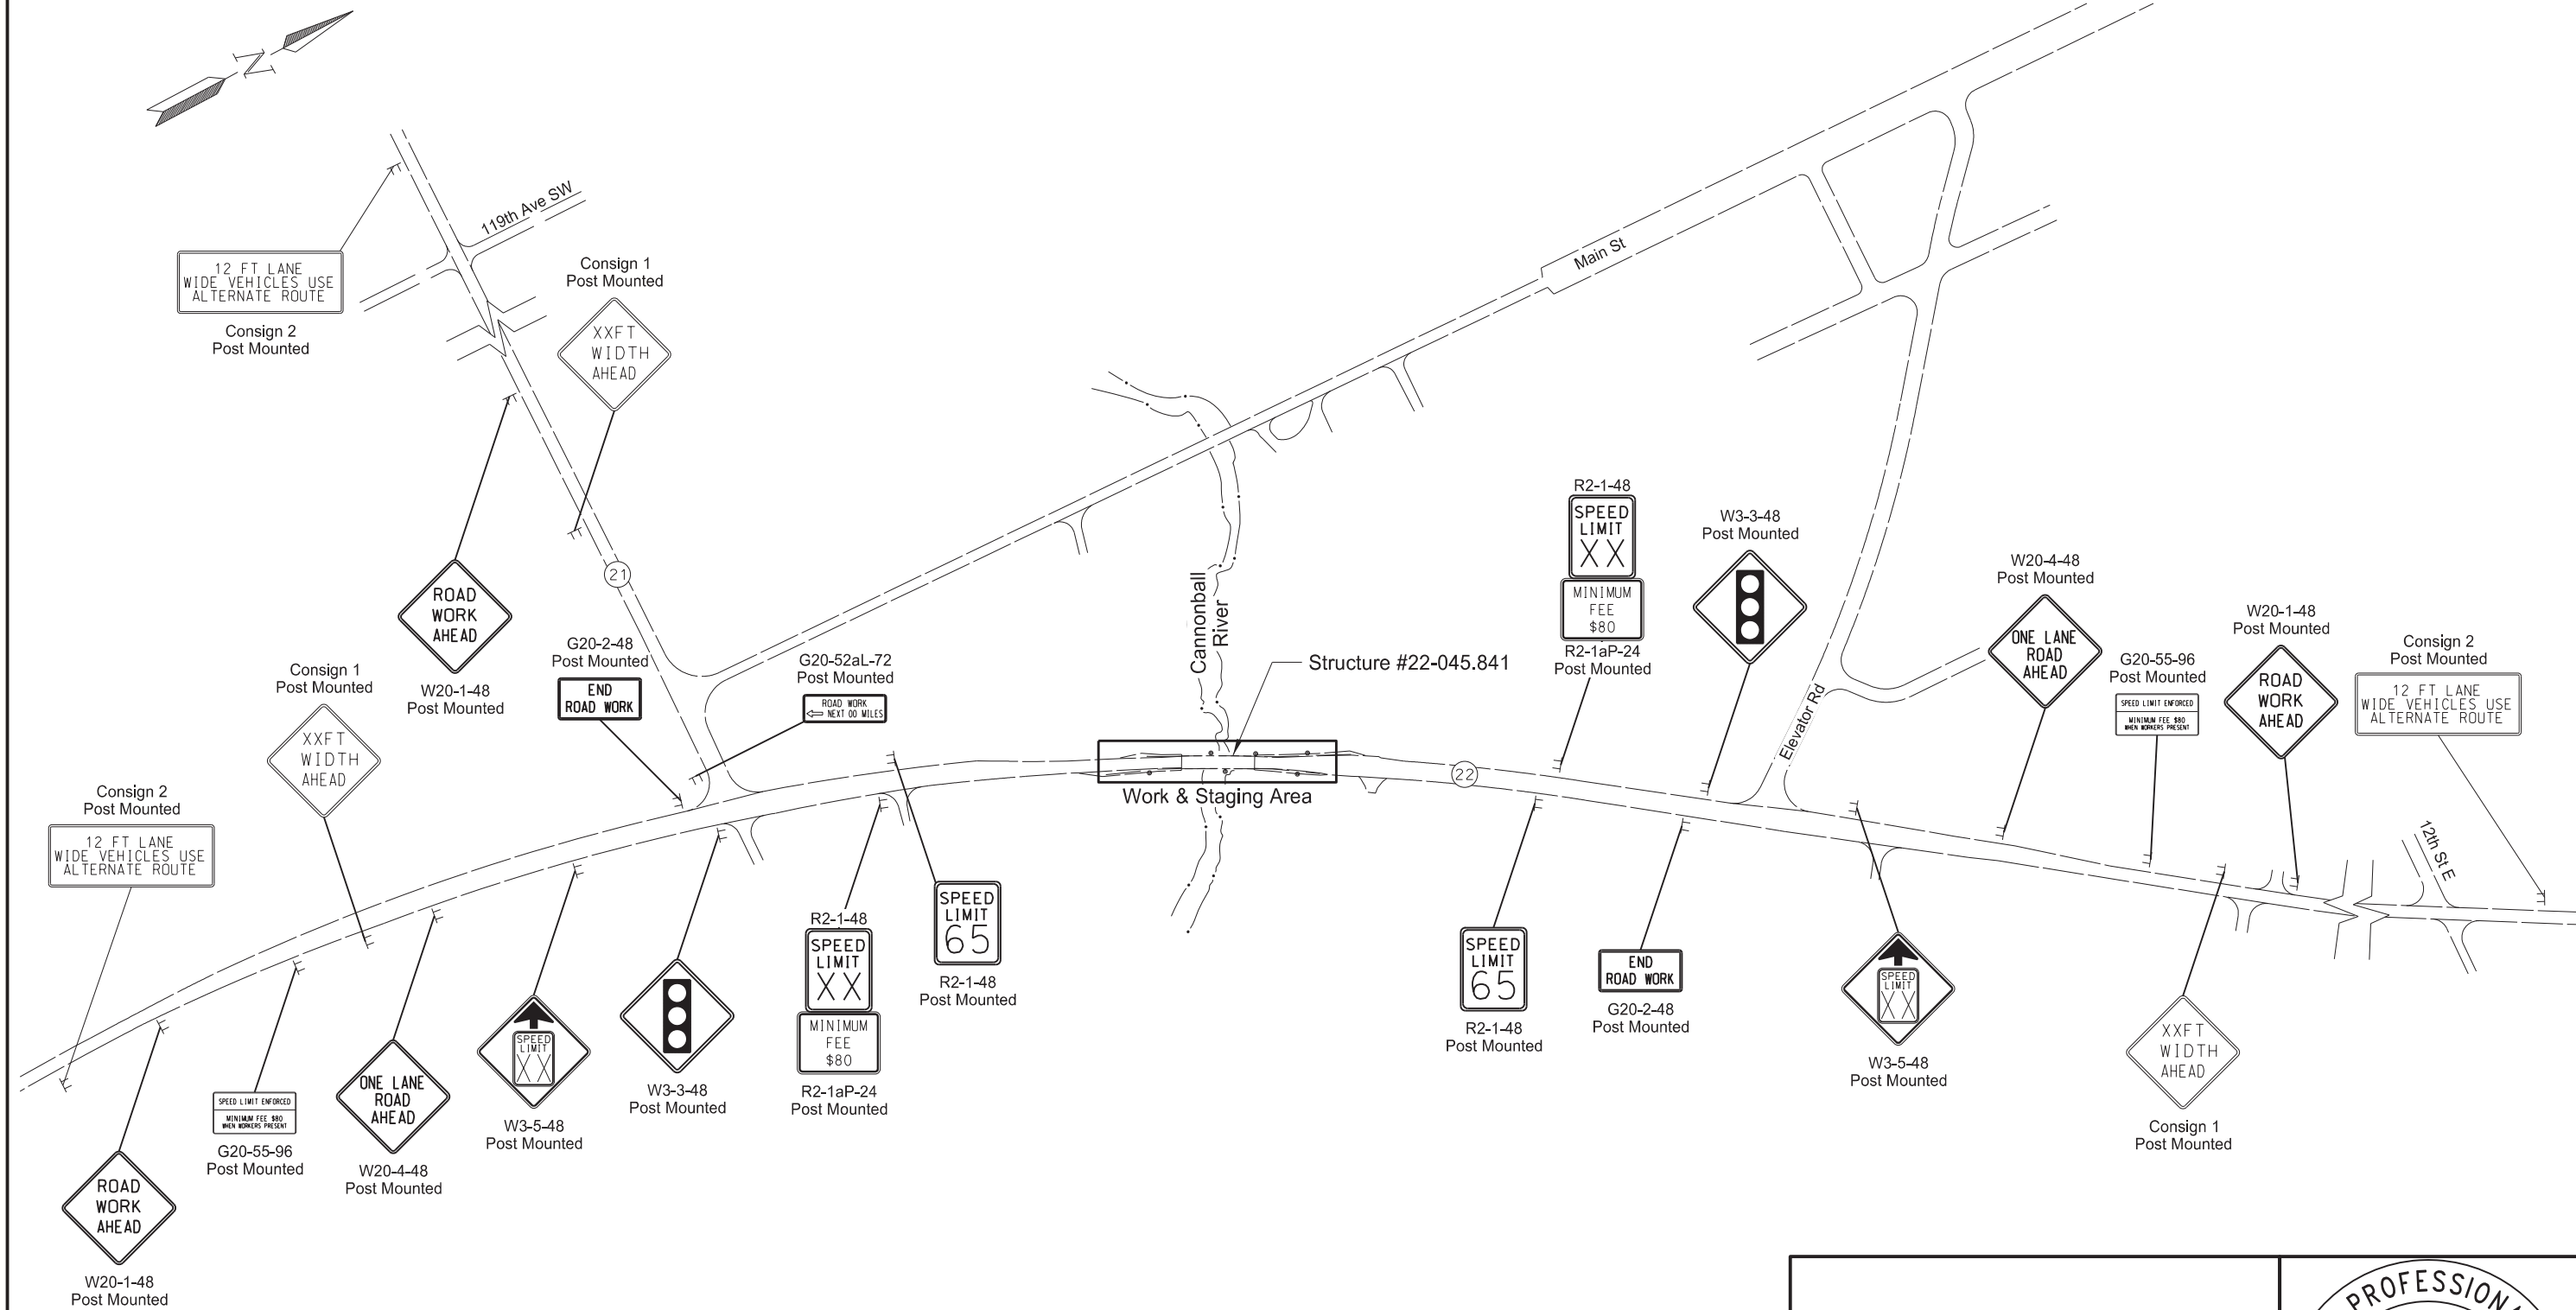 N
119th Ave SW
12 FT LANE
WIDE VEHICLES USE
ALTERNATE ROUTE
Consign 2
Post Mounted
Consign 1
Post Mounted
XXFT
WIDTH
AHEAD
Main St
ROAD
WORK
AHEAD
W20-1-48
Post Mounted
21
Cannonball
River
Structure #22-045.841
Work & Staging Area
G20-2-48
Post Mounted
END
ROAD WORK
G20-52aL-72
Post Mounted
ROAD WORK
NEXT 00 MILES
R2-1-48
SPEED
LIMIT
XX
MINIMUM
FEE
$80
R2-1aP-24
Post Mounted
W3-3-48
Post Mounted
22
Elevator Rd
W20-4-48
Post Mounted
ONE LANE
ROAD
AHEAD
G20-55-96
Post Mounted
SPEED LIMIT ENFORCED
MINIMUM FEE $80
WHEN WORKERS PRESENT
W20-1-48
Post Mounted
ROAD
WORK
AHEAD
Consign 2
Post Mounted
12 FT LANE
WIDE VEHICLES USE
ALTERNATE ROUTE
12th St E
Consign 1
Post Mounted
XXFT
WIDTH
AHEAD
Consign 2
Post Mounted
12 FT LANE
WIDE VEHICLES USE
ALTERNATE ROUTE
ROAD
WORK
AHEAD
W20-1-48
Post Mounted
SPEED LIMIT ENFORCED
MINIMUM FEE $80
WHEN WORKERS PRESENT
G20-55-96
Post Mounted
ONE LANE
ROAD
AHEAD
W20-4-48
Post Mounted
SPEED
LIMIT
XX
W3-5-48
Post Mounted
W3-3-48
Post Mounted
R2-1-48
SPEED
LIMIT
XX
MINIMUM
FEE
$80
R2-1aP-24
Post Mounted
SPEED
LIMIT
65
R2-1-48
Post Mounted
SPEED
LIMIT
65
R2-1-48
Post Mounted
END
ROAD WORK
G20-2-48
Post Mounted
SPEED
LIMIT
XX
W3-5-48
Post Mounted
XXFT
WIDTH
AHEAD
Consign 1
Post Mounted
PROFESSIONA